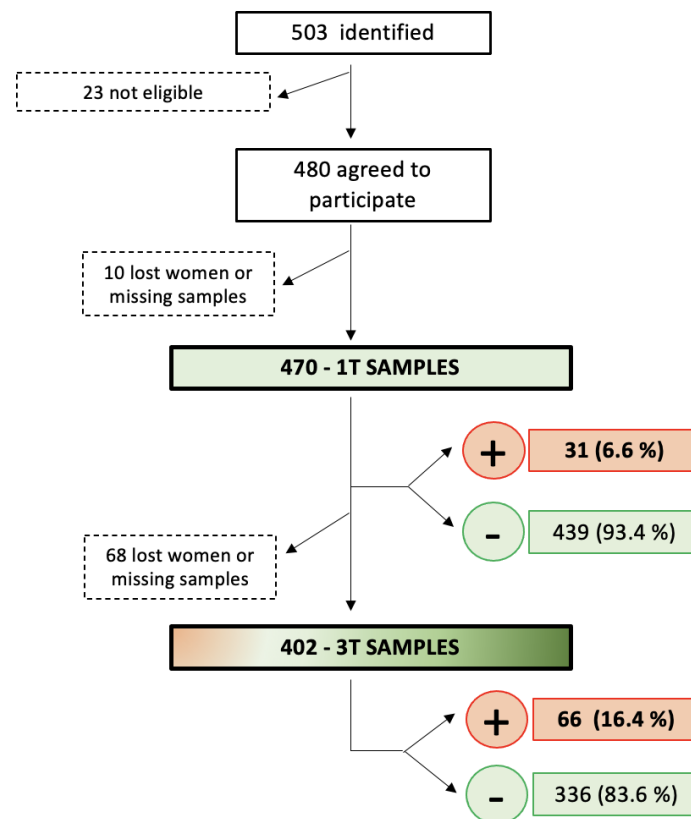 503 identified
23 not eligible
480 agreed to
participate
10 lost women or
missing samples
470 - 1T SAMPLES
+
31 (6.6 %)
-
439 (93.4 %)
68 lost women or
missing samples
402 - 3T SAMPLES
+
66 (16.4 %)
-
336 (83.6 %)